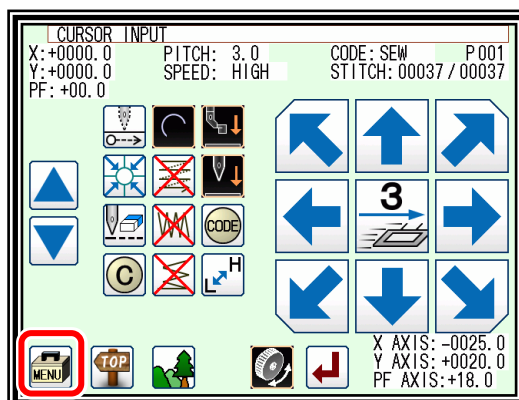 CURSOR INPUT
X:+0000.0 PITCH: 3.0 CODE:SEW P001
Y:+0000.0 SPEED: HIGH STITCH:00037/00037
PF:+00.0
3
CODE
C L H
MENU TOP
X AXIS:-0025.0
Y AXIS:+0020.0
PF AXIS:+18.0